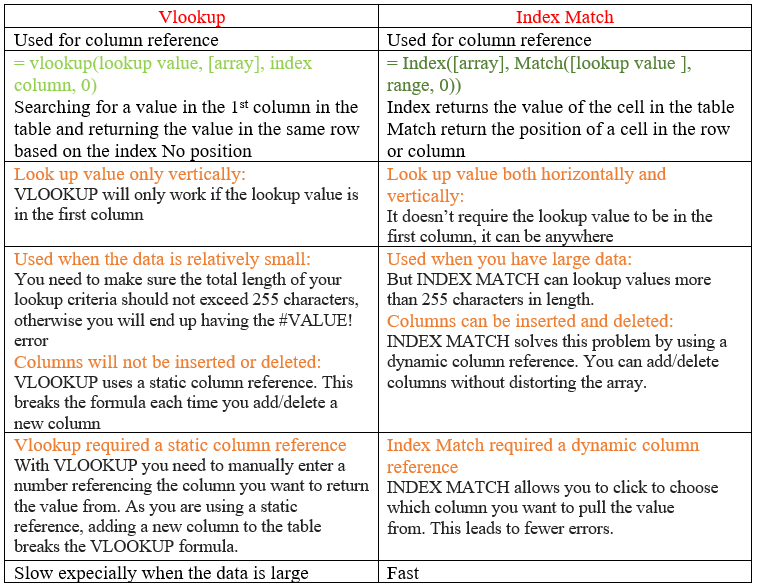 Vlookup
Index Match
Used for column reference
Used for column reference
= vlookup(lookup value, [array], index
column, 0)
Searching for a value in the 1st column in the
table and returning the value in the same row
based on the index No position
= Index([array], Match([lookup value ],
range, 0))
Index returns the value of the cell in the table
Match return the position of a cell in the row
or column
Look up value only vertically:
VLOOKUP will only work if the lookup value is
in the first column
Look up value both horizontally and
vertically:
It doesn’t require the lookup value to be in the
first column, it can be anywhere
Used when the data is relatively small:
You need to make sure the total length of your
lookup criteria should not exceed 255 characters,
otherwise you will end up having the #VALUE!
error
Columns will not be inserted or deleted:
VLOOKUP uses a static column reference. This
breaks the formula each time you add/delete a
new column
Used when you have large data:
But INDEX MATCH can lookup values more
than 255 characters in length.
Columns can be inserted and deleted:
INDEX MATCH solves this problem by using a
dynamic column reference. You can add/delete
columns without distorting the array.
Vlookup required a static column reference
With VLOOKUP you need to manually enter a
number referencing the column you want to return
the value from. As you are using a static
reference, adding a new column to the table
breaks the VLOOKUP formula.
Index Match required a dynamic column
reference
INDEX MATCH allows you to click to choose
which column you want to pull the value
from. This leads to fewer errors.
Slow expecially when the data is large
Fast